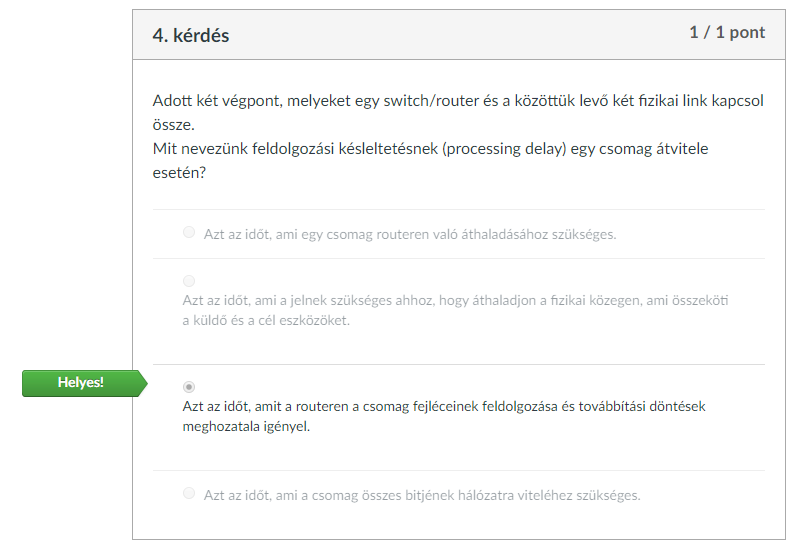 4. kérdés
1 / 1 pont
Adott két végpont, melyeket egy switch/router és a közöttük levő két fizikai link kapcsol
össze.
Mit nevezünk feldolgozási késleltetésnek (processing delay) egy csomag átvitele
esetén?
Azt az időt, ami egy csomag routeren való áthaladásához szükséges.
Azt az időt, ami a jelnek szükséges ahhoz, hogy áthaladjon a fizikai közegen, ami összeköti
a küldő és a cél eszközöket.
Helyes!
Azt az időt, amit a routeren a csomag fejléceinek feldolgozása és továbbítási döntések
meghozatala igényel.
Azt az időt, ami a csomag összes bitjének hálózatra viteléhez szükséges.